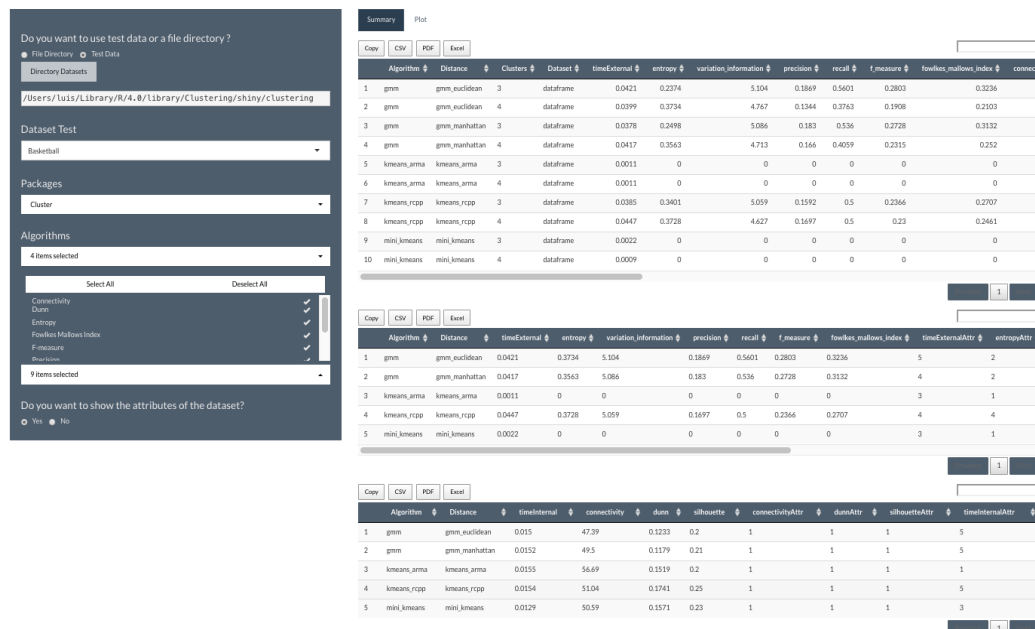 Do you want to use test data or a file directory ?
File Directory Test Data
Directory Datasets
/Users/luis/Library/R/4.0/library/Clustering/shiny/clustering
Dataset Test
Basketball
Packages
Cluster
Algorithms
4 items selected
Select All Deselect All
Connectivity
Dunn
Entropy
Fowlkes Mallows Index
F-measure
Precision
9 items selected
Do you want to show the attributes of the dataset?
Yes No
Summary Plot
Copy CSV PDF Excel
Algorithm Distance Clusters Dataset timeExternal entropy variation_information precision recall f_measure fowlkes_mallows_index connec
1 gmm gmm_euclidean 3 dataframe 0.0421 0.2374 5.104 0.1869 0.5601 0.2803 0.3236
2 gmm gmm_euclidean 4 dataframe 0.0399 0.3734 4.767 0.1344 0.3763 0.1908 0.2103
3 gmm gmm_manhattan 3 dataframe 0.0378 0.2498 5.086 0.183 0.536 0.2728 0.3132
4 gmm gmm_manhattan 4 dataframe 0.0417 0.3563 4.713 0.166 0.4059 0.2315 0.252
5 kmeans_arma kmeans_arma 3 dataframe 0.0011 0 0 0 0 0 0
6 kmeans_arma kmeans_arma 4 dataframe 0.0011 0 0 0 0 0 0
7 kmeans_rcpp kmeans_rcpp 3 dataframe 0.0385 0.3401 5.059 0.1592 0.5 0.2366 0.2707
8 kmeans_rcpp kmeans_rcpp 4 dataframe 0.0447 0.3728 4.627 0.1697 0.5 0.23 0.2461
9 mini_kmeans mini_kmeans 3 dataframe 0.0022 0 0 0 0 0 0
10 mini_kmeans mini_kmeans 4 dataframe 0.0009 0 0 0 0 0 0
1
Copy CSV PDF Excel
Algorithm Distance timeExternal entropy variation_information precision recall f_measure fowlkes_mallows_index timeExternalAttr entropyAttr
1 gmm gmm_euclidean 0.0421 0.3734 5.104 0.1869 0.5601 0.2803 0.3236 5 2
2 gmm gmm_manhattan 0.0417 0.3563 5.086 0.183 0.536 0.2728 0.3132 4 2
3 kmeans_arma kmeans_arma 0.0011 0 0 0 0 0 0 3 1
4 kmeans_rcpp kmeans_rcpp 0.0447 0.3728 5.059 0.1697 0.5 0.2366 0.2707 4 4
5 mini_kmeans mini_kmeans 0.0022 0 0 0 0 0 0 3 1
1
Copy CSV PDF Excel
Algorithm Distance timeInternal connectivity dunn silhouette connectivityAttr dunnAttr silhouetteAttr timeInternalAttr
1 gmm gmm_euclidean 0.015 47.39 0.1233 0.2 1 1 1 5
2 gmm gmm_manhattan 0.0152 49.5 0.1179 0.21 1 1 1 5
3 kmeans_arma kmeans_arma 0.0155 56.69 0.1519 0.2 1 1 1 1
4 kmeans_rcpp kmeans_rcpp 0.0154 51.04 0.1741 0.25 1 1 1 5
5 mini_kmeans mini_kmeans 0.0129 50.59 0.1571 0.23 1 1 1 3
1